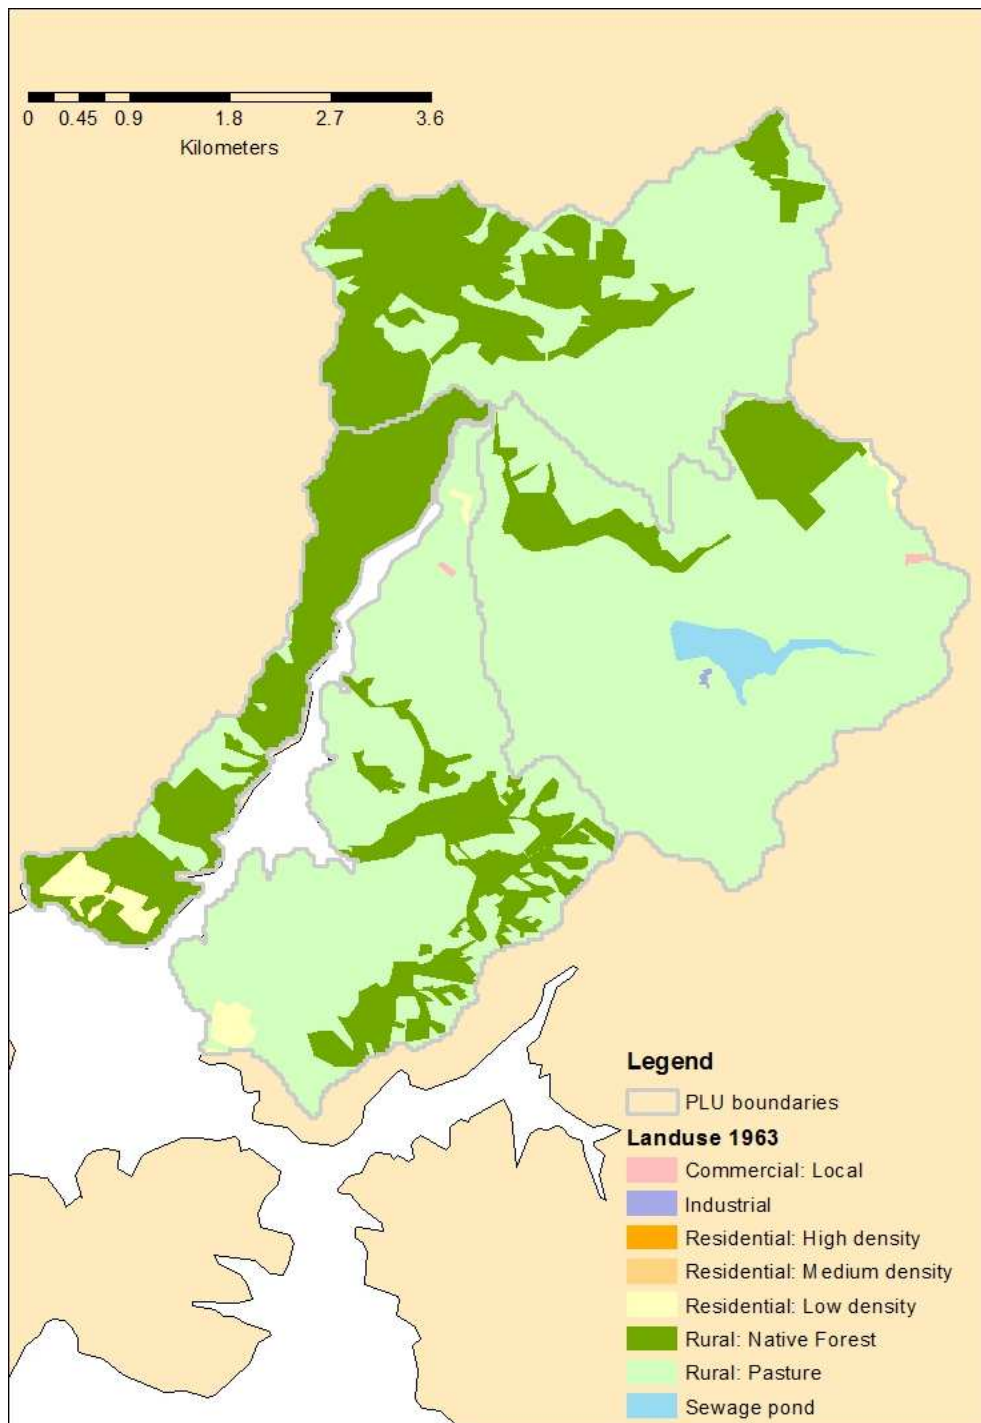 0 0.45 0.9 1.8 2.7 3.6
Kilometers
Legend
PLU boundaries
Landuse 1963
Commercial: Local
Industrial
Residential: High density
Residential: Medium density
Residential: Low density
Rural: Native Forest
Rural: Pasture
Sewage pond